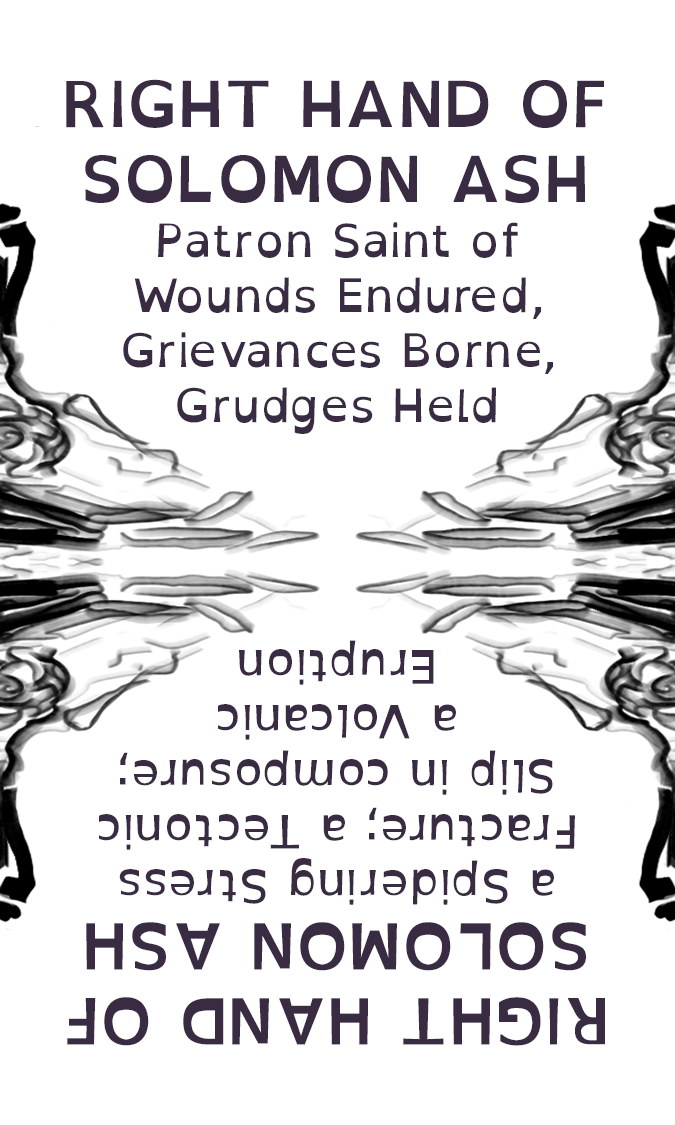 RIGHT HAND OF
SOLOMON ASH
Patron Saint of
Wounds Endured,
Grievances Borne,
Grudges Held
RIGHT HAND OF
SOLOMON ASH
a Spidering Stress
Fracture; a Tectonic
Slip in composure;
a Volcanic
Eruption